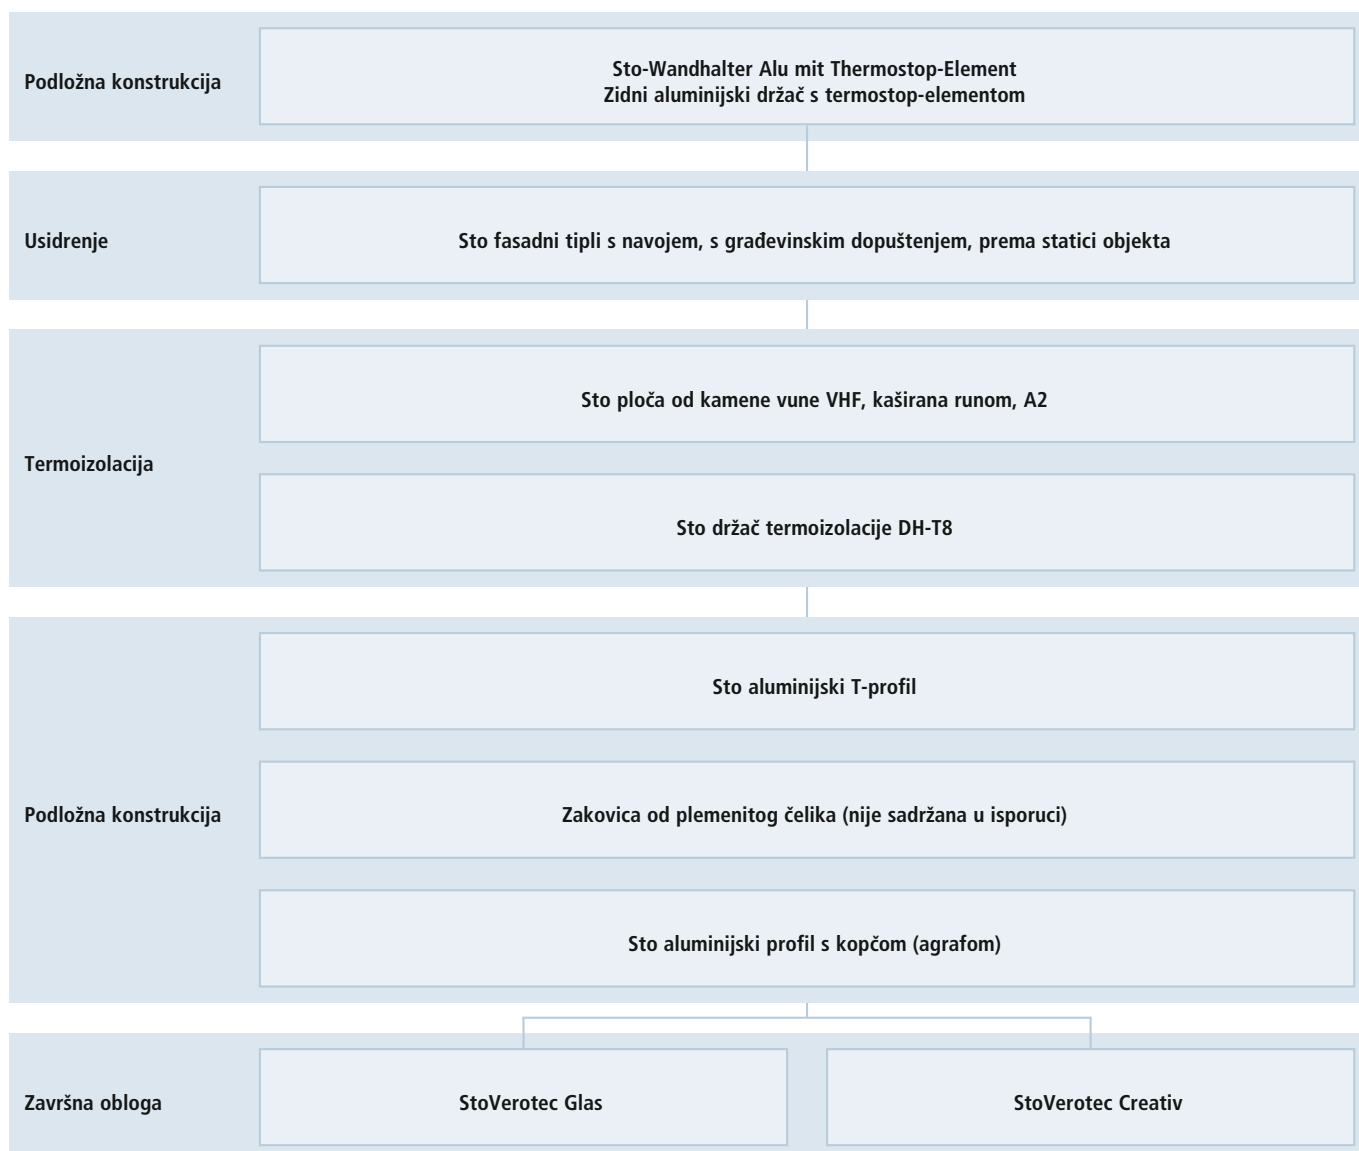 Podložna konstrukcija
Sto-Wandhalter Alu mit Thermostop-Element
Zidni aluminijski držač s termostop-elementom
Usidrenje
Sto fasadni tipli s navojem, s građevinskim dopuštenjem, prema statici objekta
Termoizolacija
Sto ploča od kamene vune VHF, kaširana runom, A2
Sto držač termoizolacije DH-T8
Podložna konstrukcija
Sto aluminijski T-profil
Zakovica od plemenitog čelika (nije sadržana u isporuci)
Sto aluminijski profil s kopčom (agrafom)
Završna obloga
StoVerotec Glas
StoVerotec Creativ